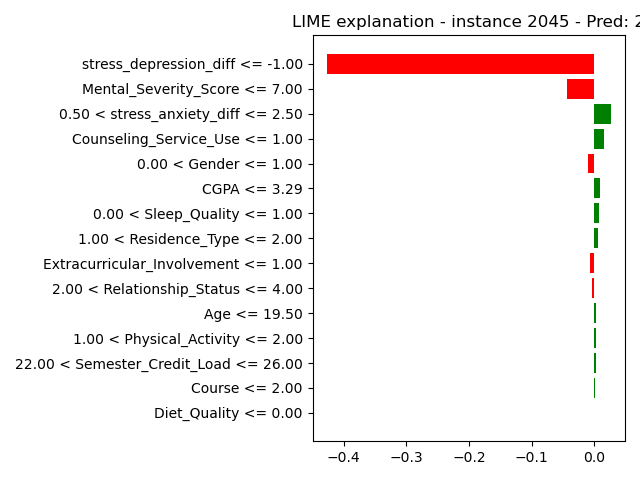 LIME explanation - instance 2045 - Pred: 2
stress_depression_diff <= -1.00
Mental_Severity_Score <= 7.00
0.50 < stress_anxiety_diff <= 2.50
Counseling_Service_Use <= 1.00
0.00 < Gender <= 1.00
CGPA <= 3.29
0.00 < Sleep_Quality <= 1.00
1.00 < Residence_Type <= 2.00
Extracurricular_Involvement <= 1.00
2.00 < Relationship_Status <= 4.00
Age <= 19.50
1.00 < Physical_Activity <= 2.00
22.00 < Semester_Credit_Load <= 26.00
Course <= 2.00
Diet_Quality <= 0.00
−0.4 −0.3 −0.2 −0.1 0.0